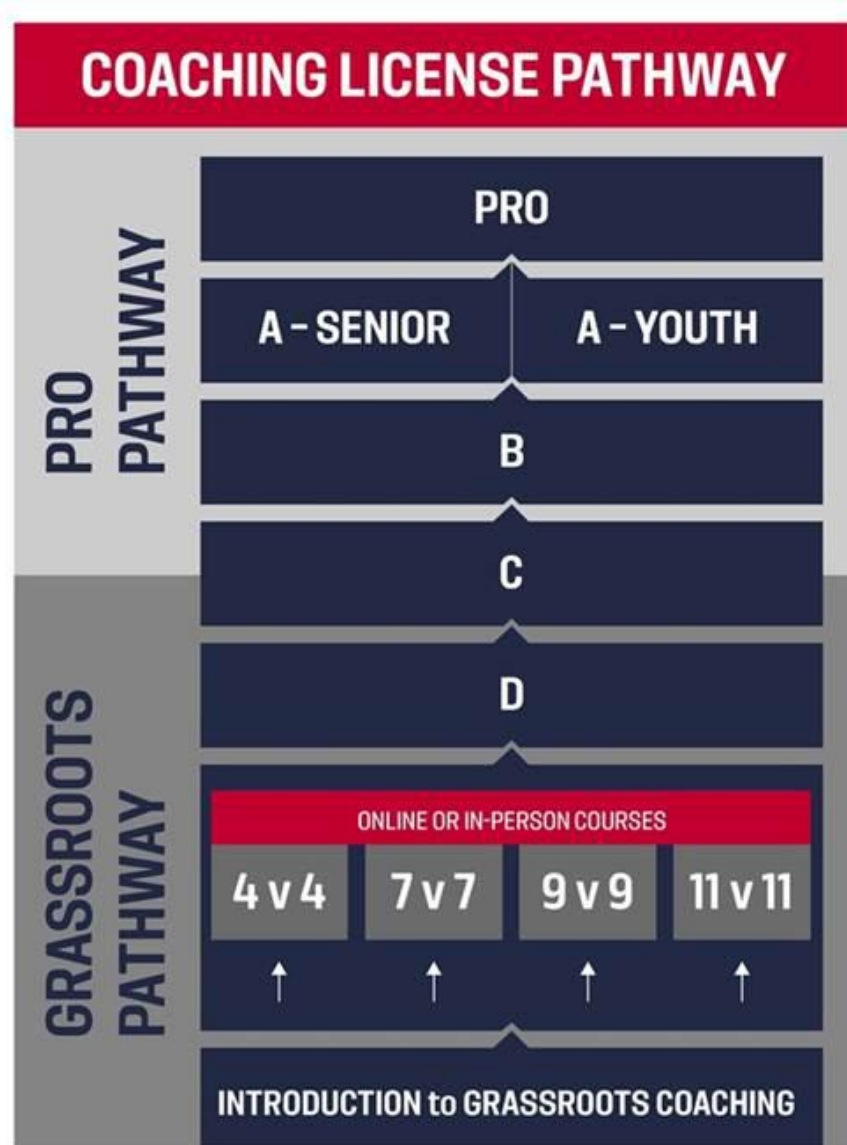 COACHING LICENSE PATHWAY
PRO PATHWAY
PRO
A – SENIOR
A – YOUTH
B
C
GRASSROOTS PATHWAY
D
ONLINE OR IN-PERSON COURSES
4 v 4
7 v 7
9 v 9
11 v 11
INTRODUCTION to GRASSROOTS COACHING